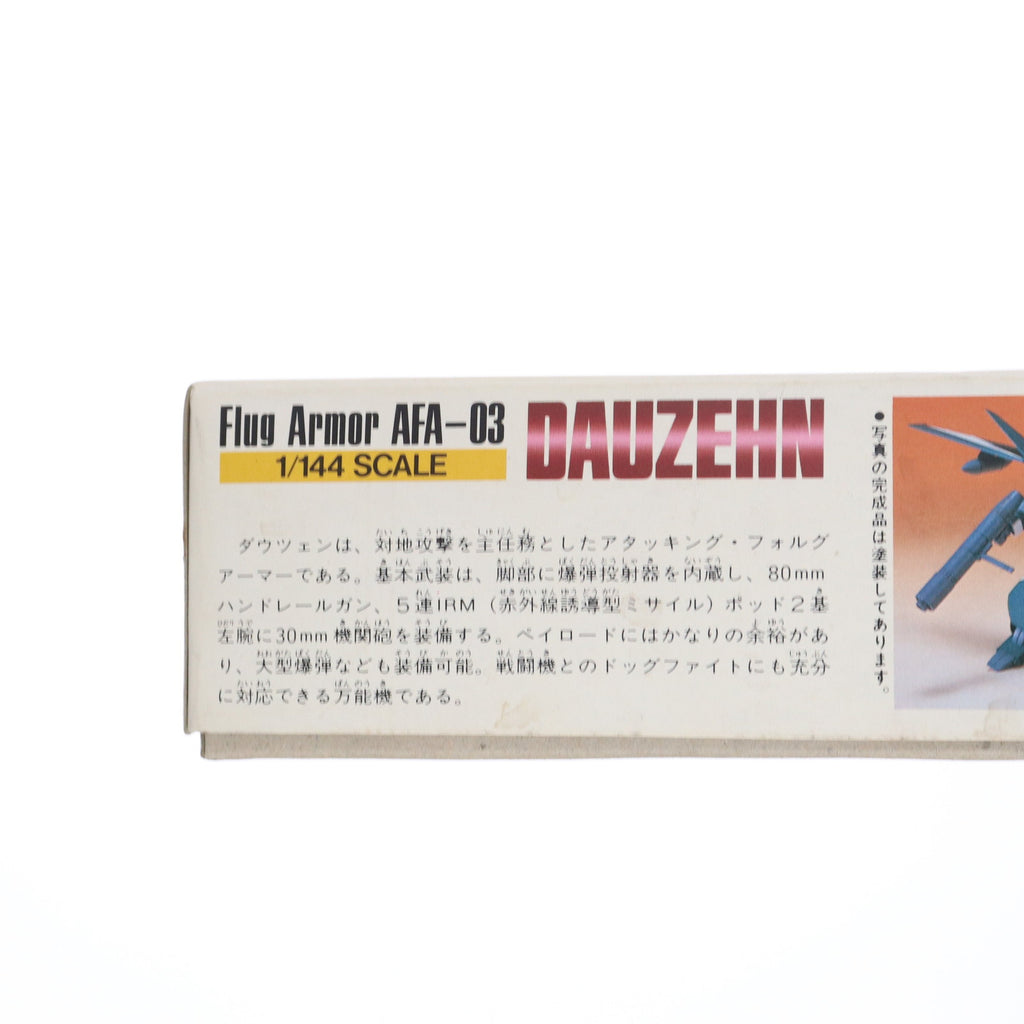 Flug Armor AFA-03
1/144 SCALE
DAUZEHN
ダウツェンは、対地攻撃を主任務としたアタッキング・フォルグ
アーマーである。基本武装は、脚部に爆弾投射器を内蔵し、80mm
ハンドレールガン、5連IRM(赤外線誘導型ミサイル)ポッド2基
左腕に30mm機関砲を装備する。ペイロードにはかなりの余裕があ
り、大型爆弾なども装備可能。戦闘機とのドッグファイトにも充分
に対応できる万能機である。
●写真の完成品は塗装してあります。